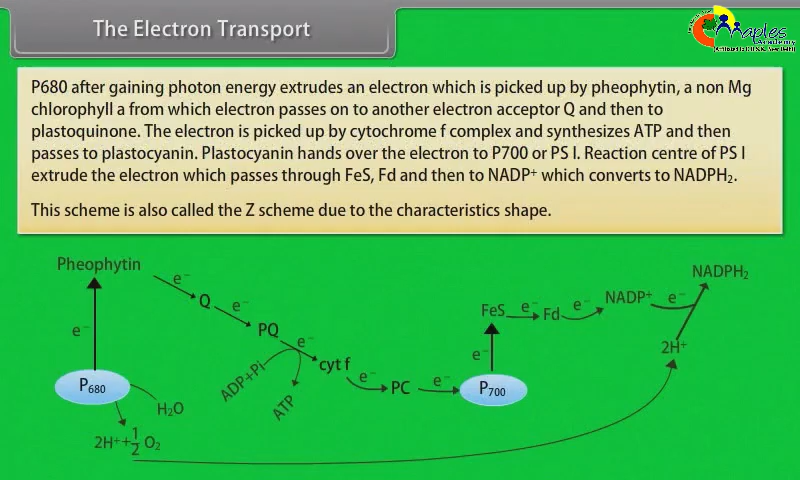 The Electron Transport
aples
Academy
P680 after gaining photon energy extrudes an electron which is picked up by pheophytin, a non Mg
chlorophyll a from which electron passes on to another electron acceptor Q and then to
plastoquinone. The electron is picked up by cytochrome f complex and synthesizes ATP and then
passes to plastocyanin. Plastocyanin hands over the electron to P700 or PS I. Reaction centre of PS I
extrude the electron which passes through FeS, Fd and then to NADP⁺ which converts to NADPH₂.
This scheme is also called the Z scheme due to the characteristics shape.
Pheophytin
e⁻
Q
e⁻
PQ
e⁻
cyt f
e⁻
PC
e⁻
e⁻
P₆₈₀
H₂O
2H⁺+½ O₂
ADP+Pi
ATP
P₇₀₀
e⁻
FeS
e⁻
Fd
e⁻
NADP⁺
e⁻
NADPH₂
2H⁺